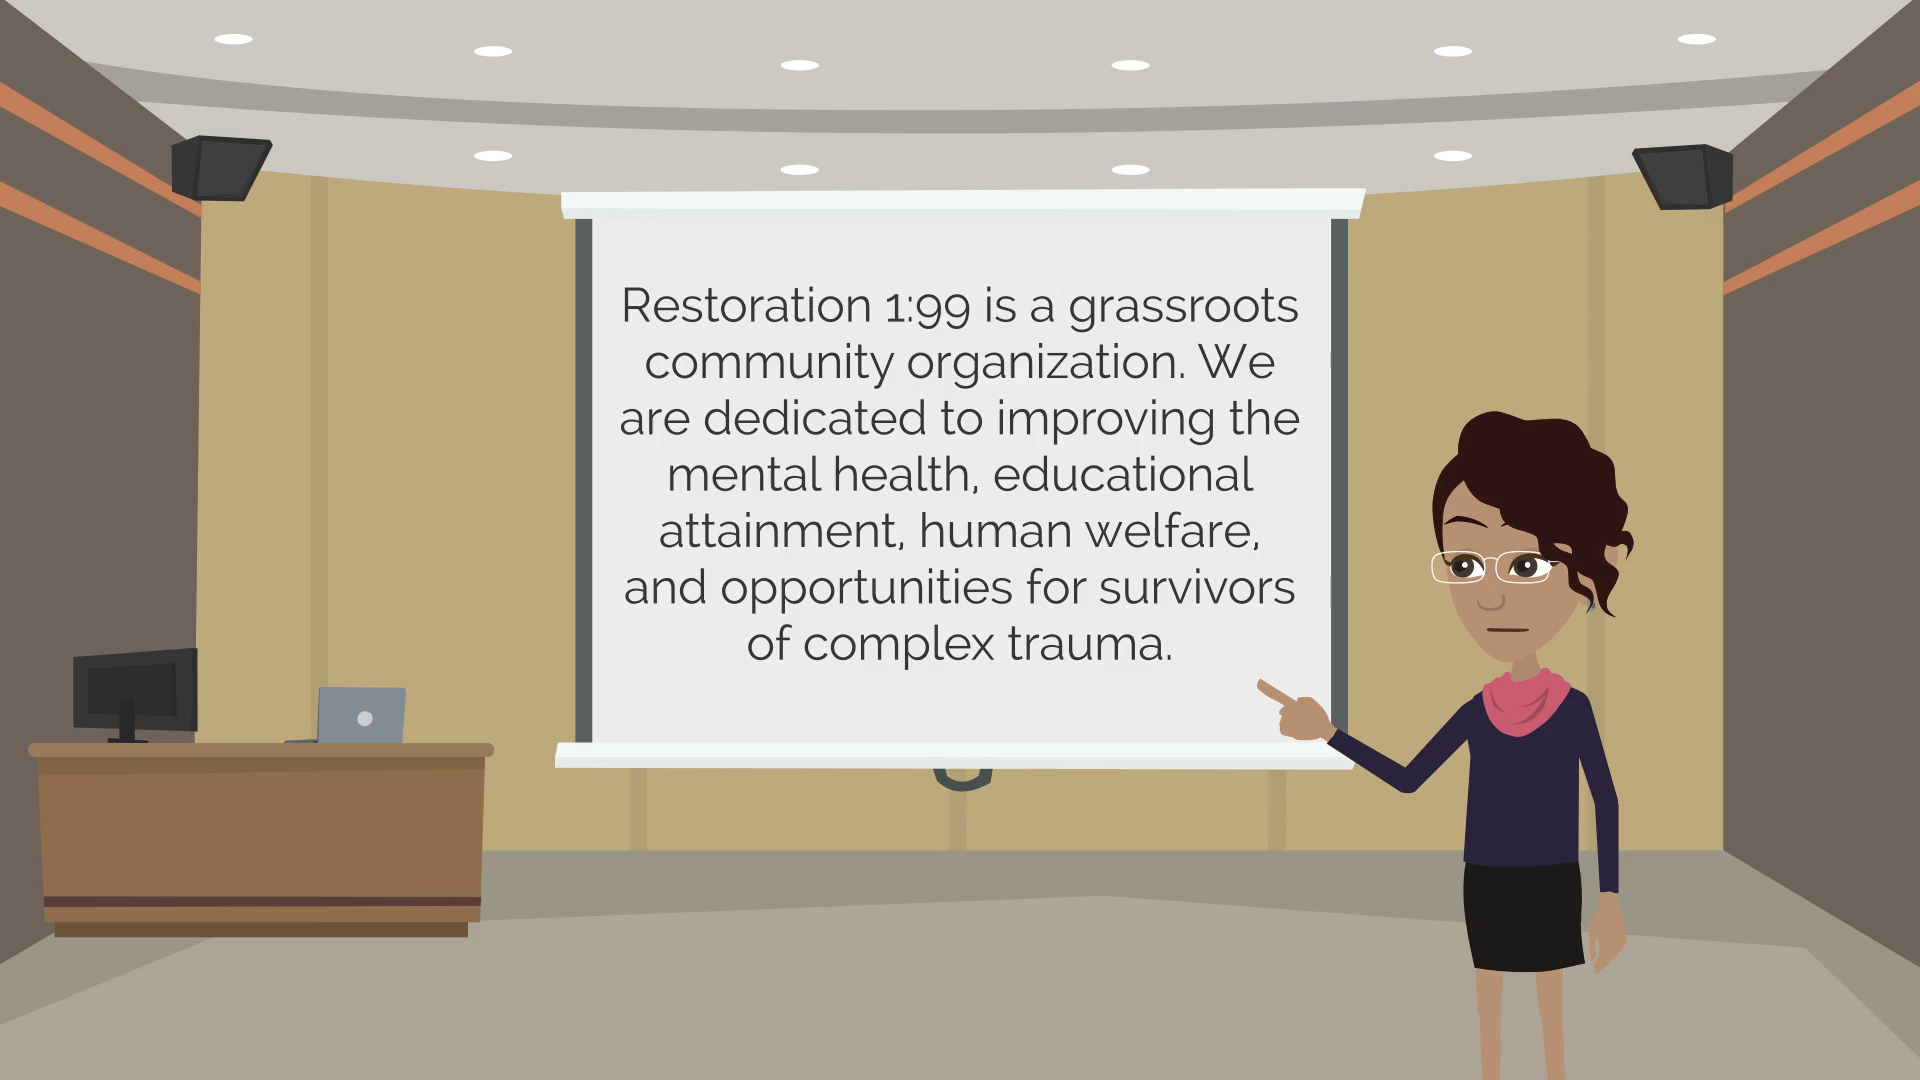 Restoration 1:99 is a grassroots
community organization. We
are dedicated to improving the
mental health, educational
attainment, human welfare,
and opportunities for survivors
of complex trauma.